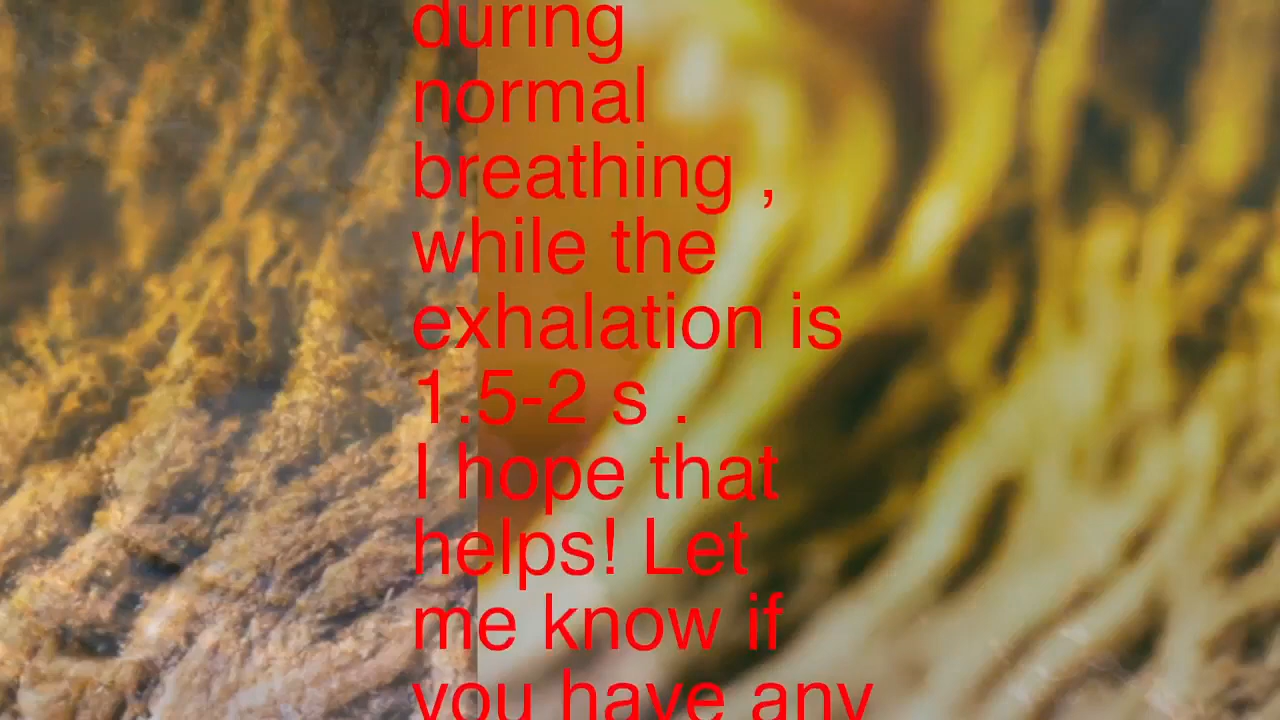 during
normal
breathing ,
while the
exhalation is
1.5-2 s .
I hope that
helps! Let
me know if
you have any